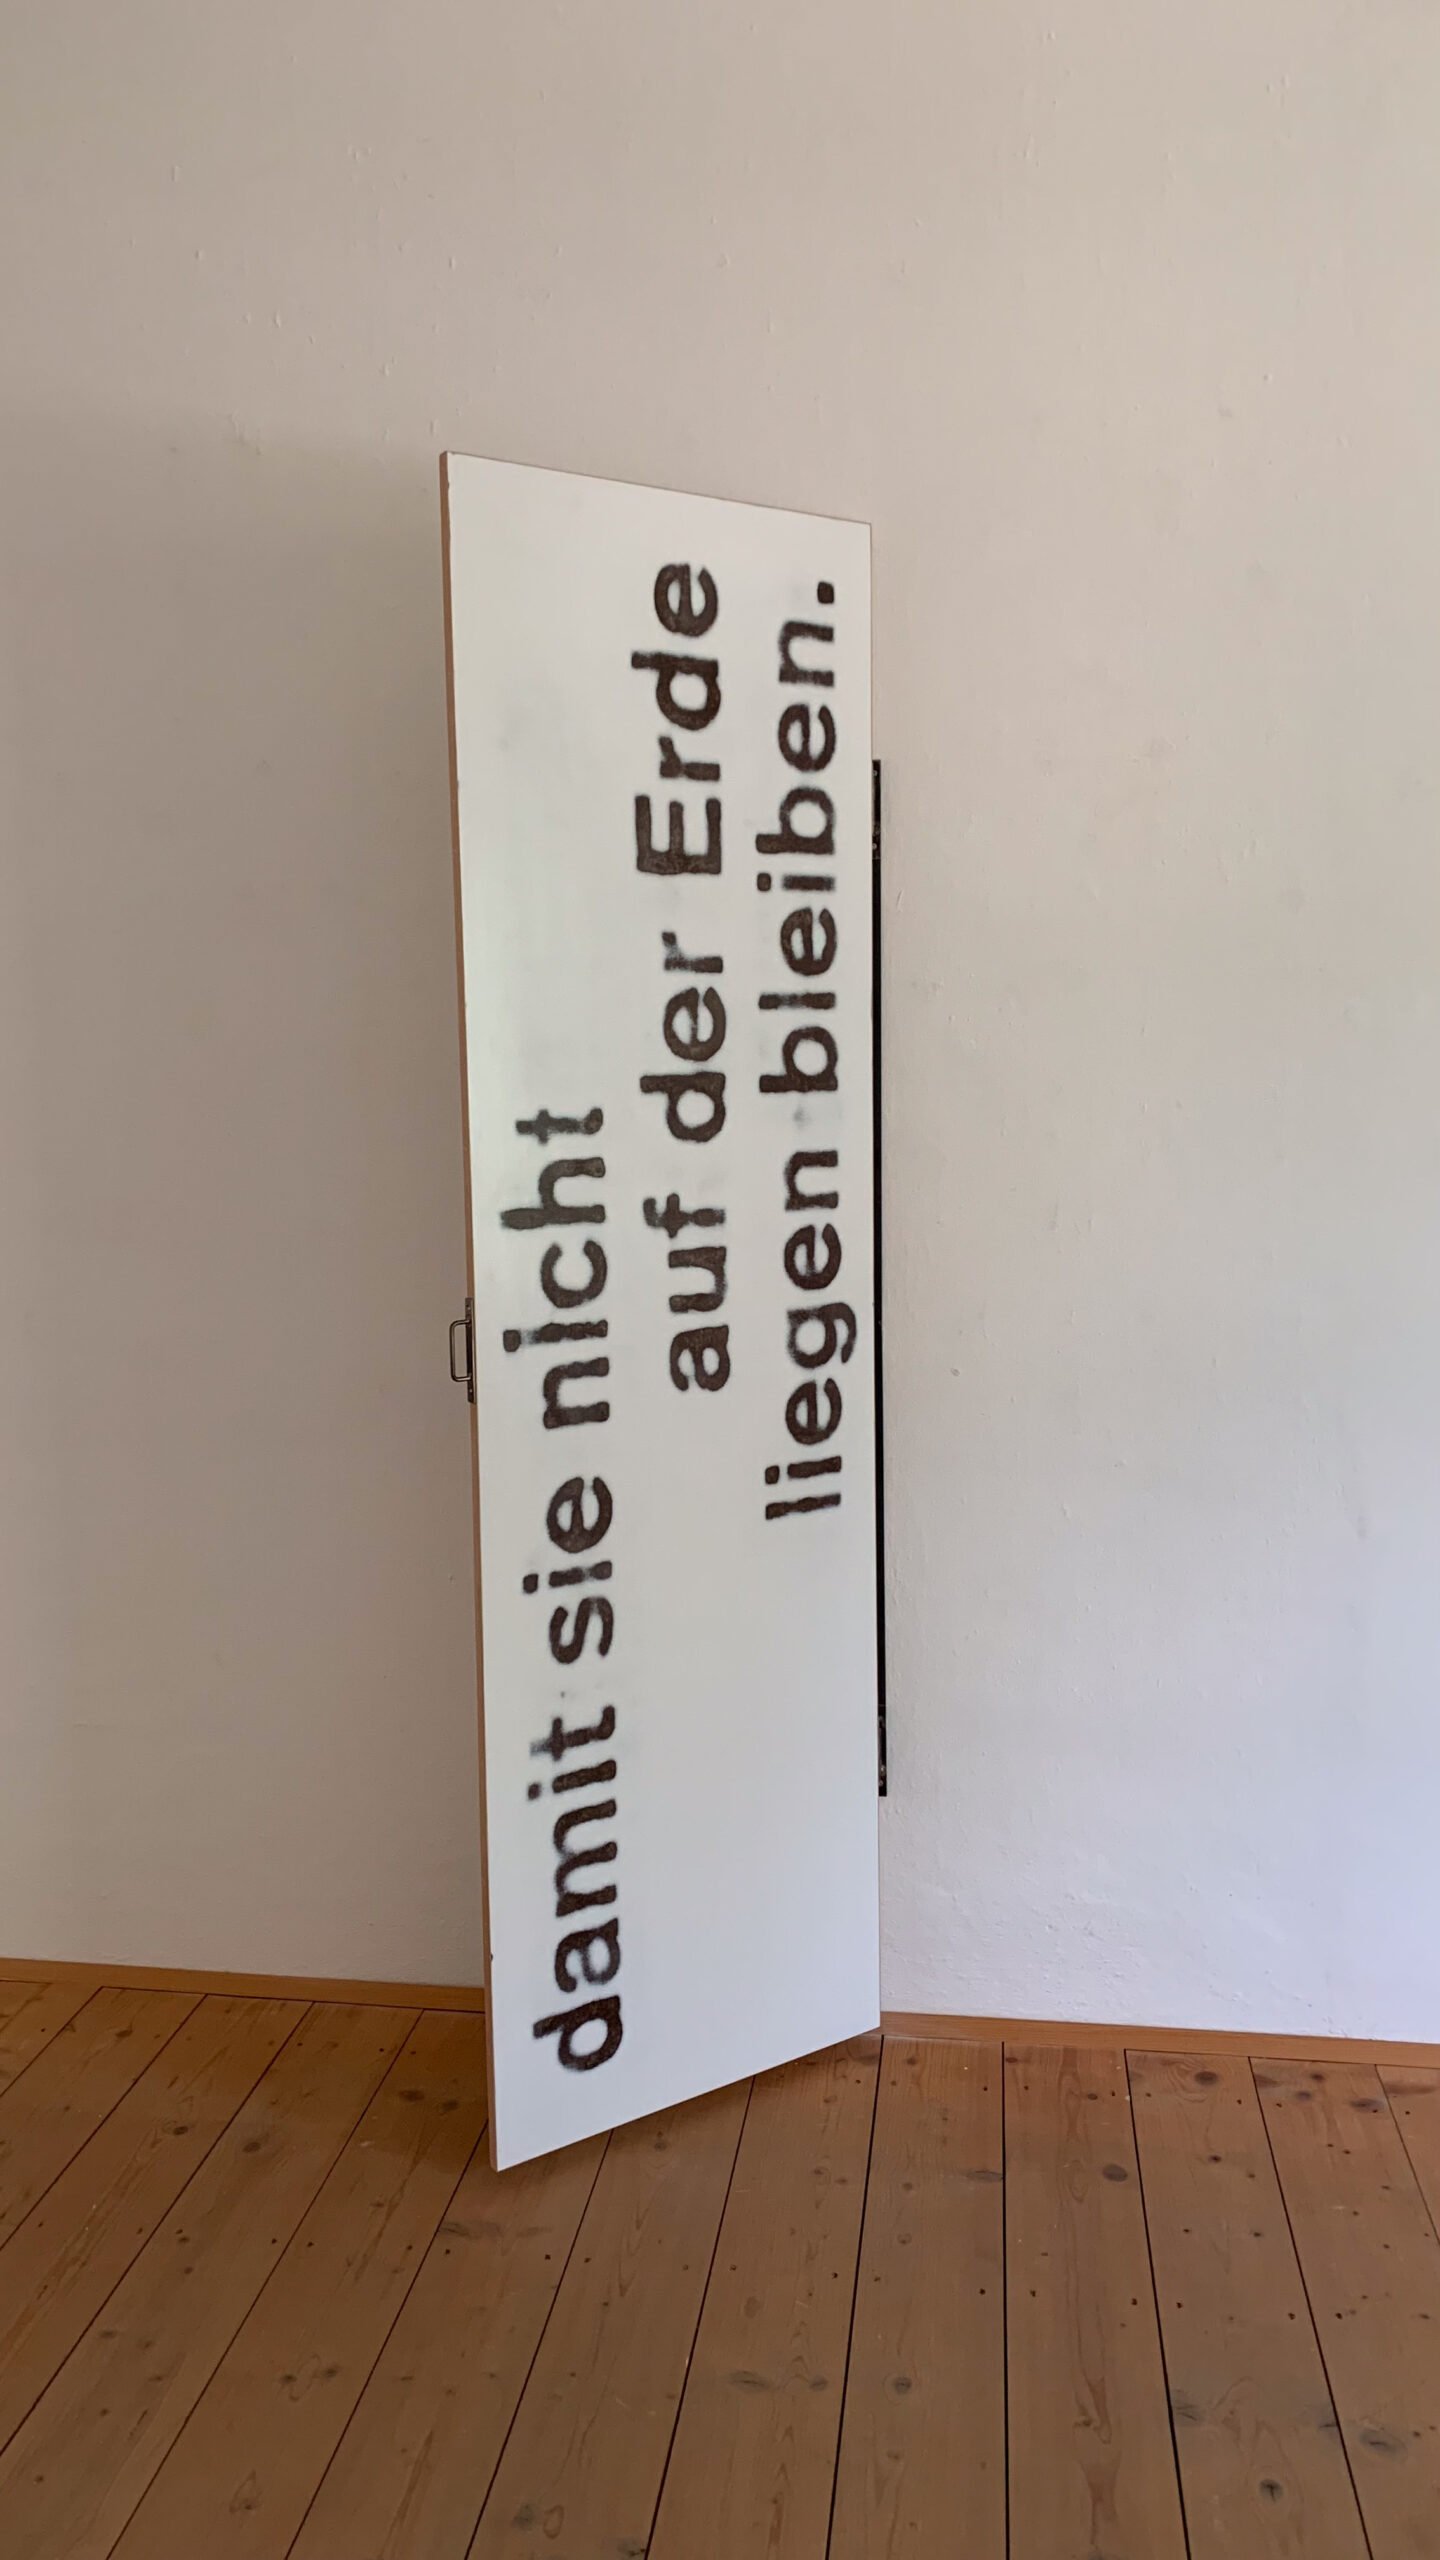 damit sie nicht
auf der Erde
liegen bleiben.